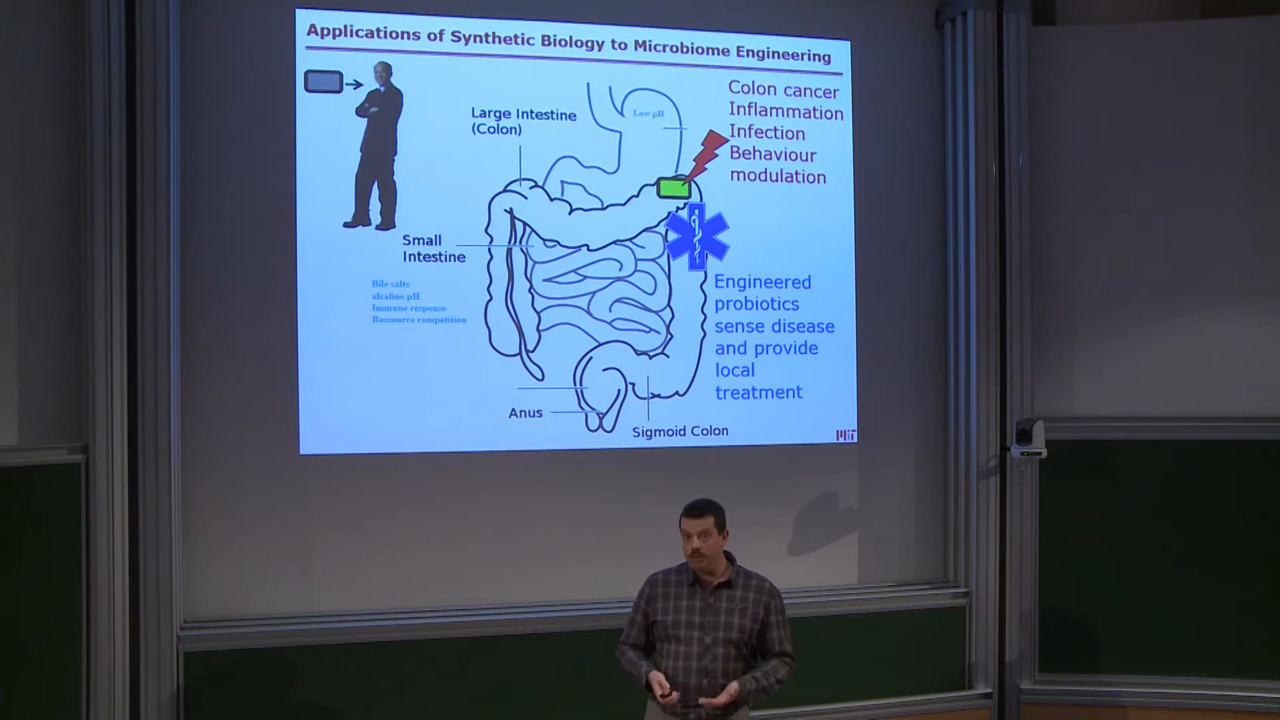 Applications of Synthetic Biology to Microbiome Engineering
Colon cancer
Inflammation
Infection
Behaviour
modulation
Large Intestine
(Colon)
Low pH
Small
Intestine
Bile salts
alcaline pH
Immune response
Ressource competition
Engineered
probiotics
sense disease
and provide
local
treatment
Anus
Sigmoid Colon
MIT